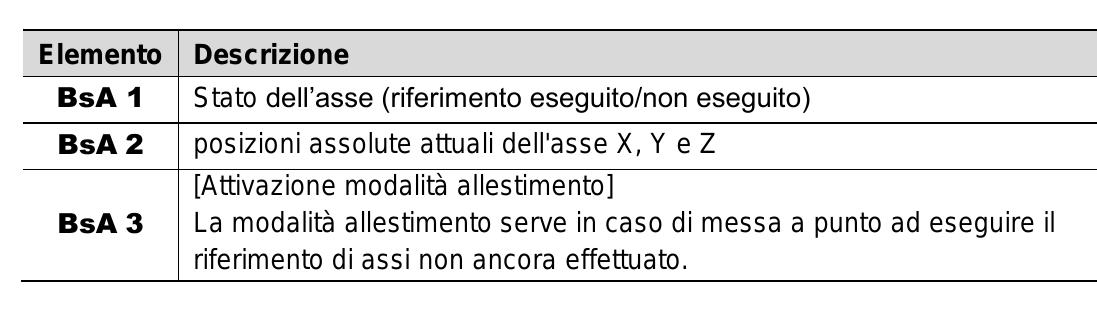 Elemento Descrizione
BsA 1 Stato dell’asse (riferimento eseguito/non eseguito)
BsA 2 posizioni assolute attuali dell'asse X, Y e Z
[Attivazione modalità allestimento]
BsA 3 La modalità allestimento serve in caso di messa a punto ad eseguire il
riferimento di assi non ancora effettuato.